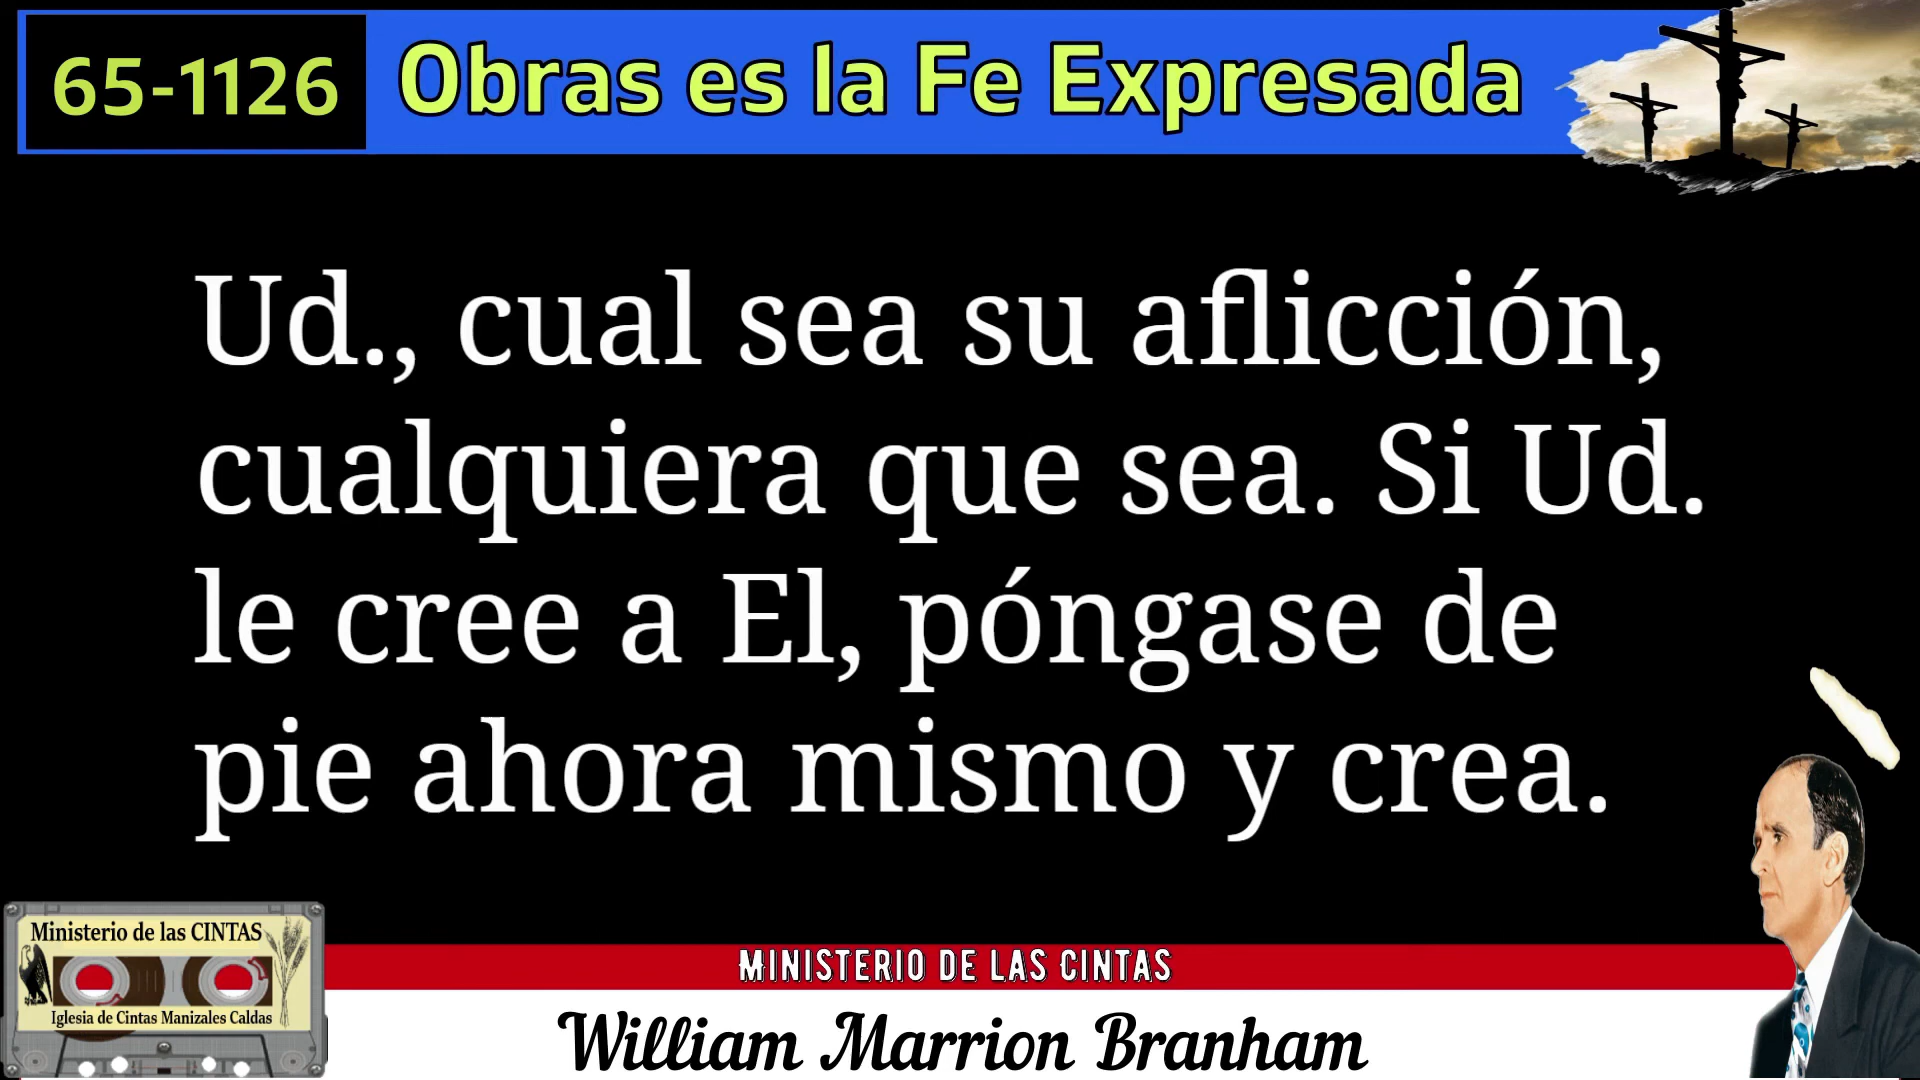 65-1126
Obras es la Fe Expresada
Ud., cual sea su aflicción,
cualquiera que sea. Si Ud.
le cree a El, póngase de
pie ahora mismo y crea.
Ministerio de las CINTAS
Iglesia de Cintas Manizales Caldas
MINISTERIO DE LAS CINTAS
William Marrion Branham